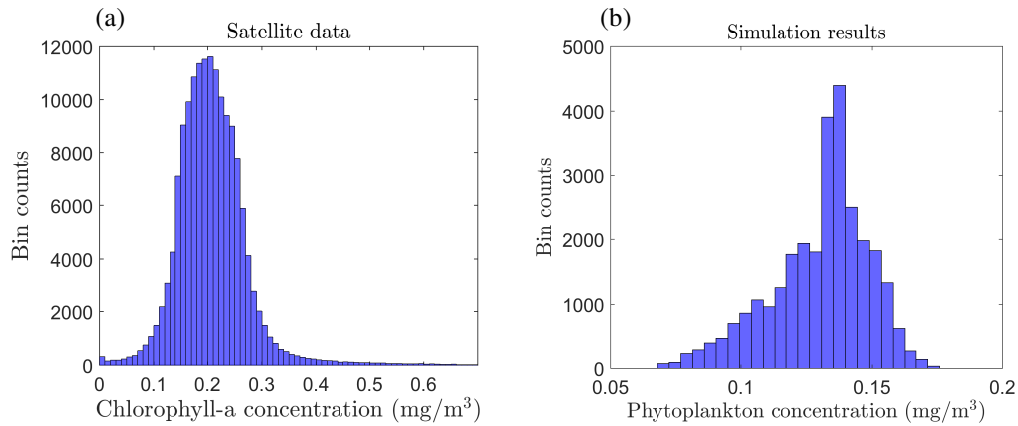 (a)
Satellite data
12000
10000
8000
6000
4000
2000
0
Bin counts
0 0.1 0.2 0.3 0.4 0.5 0.6
Chlorophyll-a concentration (mg/m³)
(b)
Simulation results
5000
4000
3000
2000
1000
0
Bin counts
0.05 0.1 0.15 0.2
Phytoplankton concentration (mg/m³)